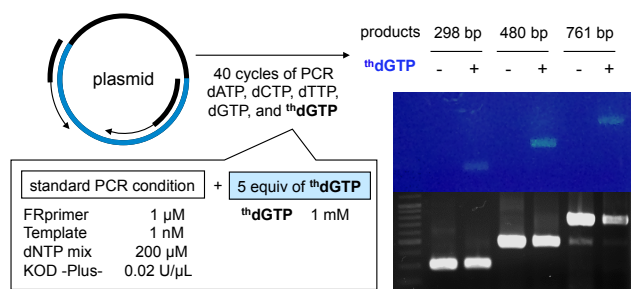 products 298 bp 480 bp 761 bp
thdGTP - + - + - +
plasmid
40 cycles of PCR
dATP, dCTP, dTTP,
dGTP, and thdGTP
standard PCR condition + 5 equiv of thdGTP
FRprimer 1 µM
Template 1 nM
dNTP mix 200 µM
KOD -Plus- 0.02 U/µL
thdGTP 1 mM